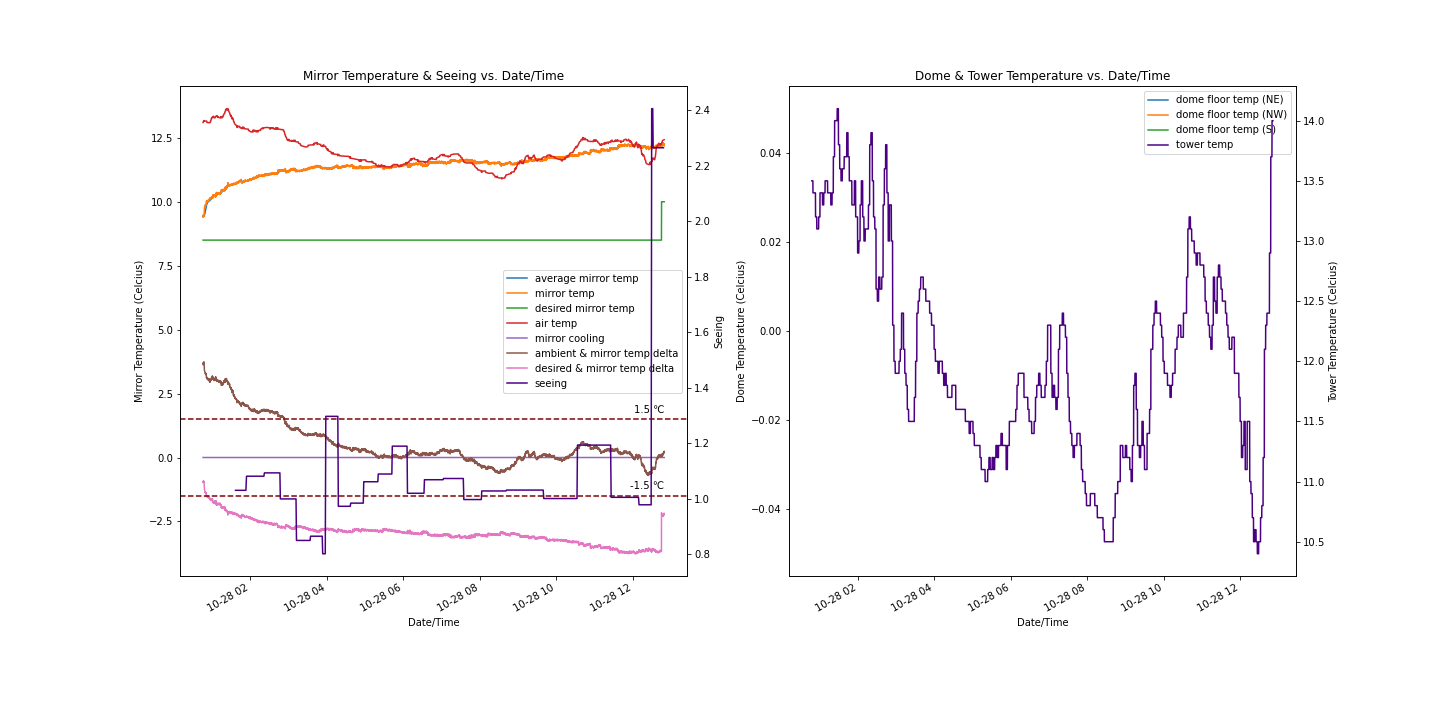 Mirror Temperature & Seeing vs. Date/Time
Mirror Temperature (Celcius)
12.5
10.0
7.5
5.0
2.5
0.0
−2.5
2.4
2.2
2.0
1.8
1.6
1.4
1.2
1.0
0.8
Seeing
average mirror temp
mirror temp
desired mirror temp
air temp
mirror cooling
ambient & mirror temp delta
desired & mirror temp delta
seeing
1.5 °C
-1.5 °C
10-28 02
10-28 04
10-28 06
10-28 08
10-28 10
10-28 12
Date/Time
Dome & Tower Temperature vs. Date/Time
Dome Temperature (Celcius)
0.04
0.02
0.00
−0.02
−0.04
dome floor temp (NE)
dome floor temp (NW)
dome floor temp (S)
tower temp
14.0
13.5
13.0
12.5
12.0
11.5
11.0
10.5
Tower Temperature (Celcius)
10-28 02
10-28 04
10-28 06
10-28 08
10-28 10
10-28 12
Date/Time